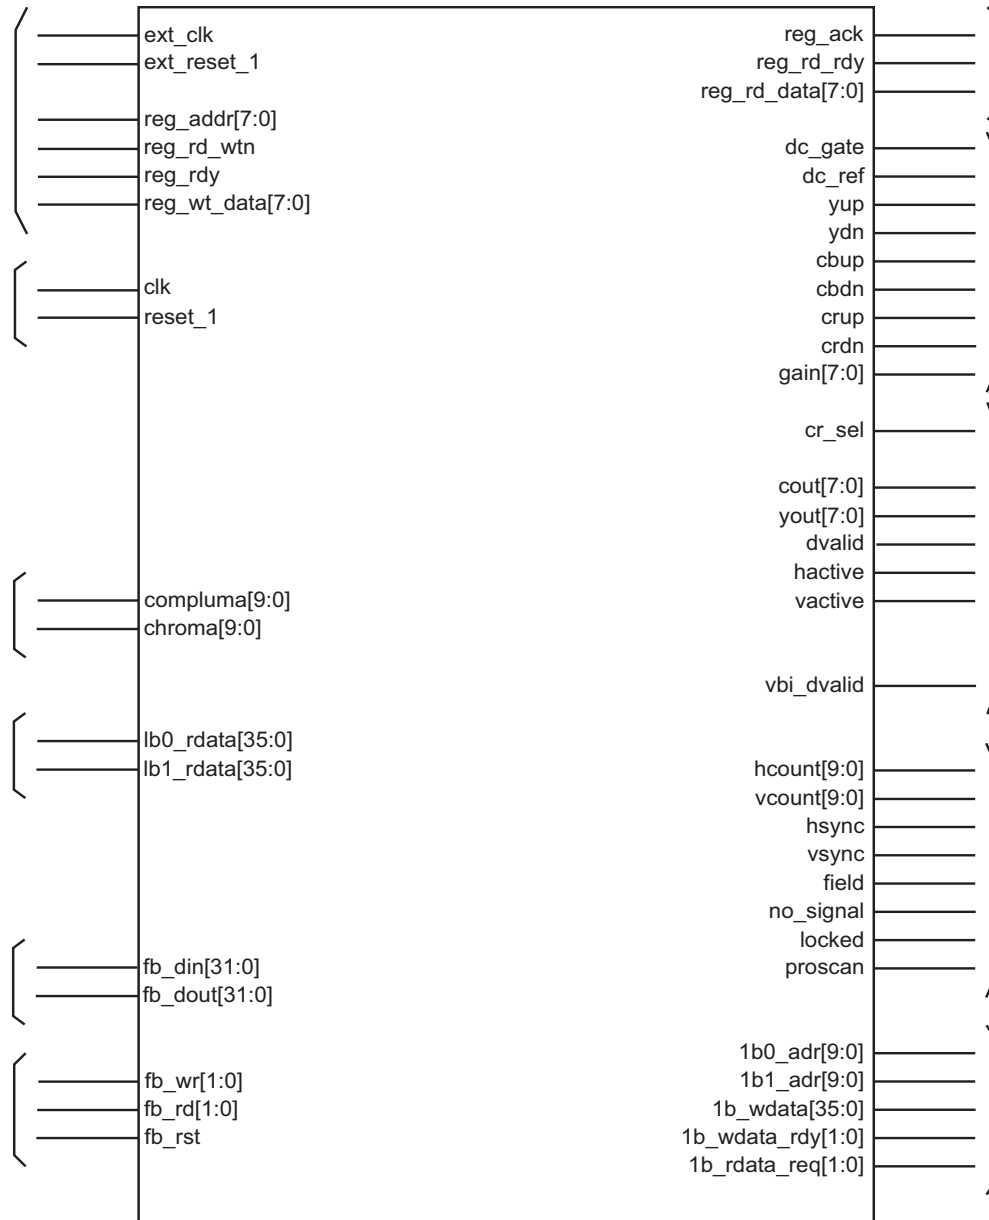 ext_clk
ext_reset_1
reg_addr[7:0]
reg_rd_wtn
reg_rdy
reg_wt_data[7:0]
clk
reset_1
compluma[9:0]
chroma[9:0]
lb0_rdata[35:0]
lb1_rdata[35:0]
fb_din[31:0]
fb_dout[31:0]
fb_wr[1:0]
fb_rd[1:0]
fb_rst
reg_ack
reg_rd_rdy
reg_rd_data[7:0]
dc_gate
dc_ref
yup
ydn
cbup
cbdn
crup
crdn
gain[7:0]
cr_sel
cout[7:0]
yout[7:0]
dvalid
hactive
vactive
vbi_dvalid
hcount[9:0]
vcount[9:0]
hsync
vsync
field
no_signal
locked
proscan
1b0_adr[9:0]
1b1_adr[9:0]
1b_wdata[35:0]
1b_wdata_rdy[1:0]
1b_rdata_req[1:0]